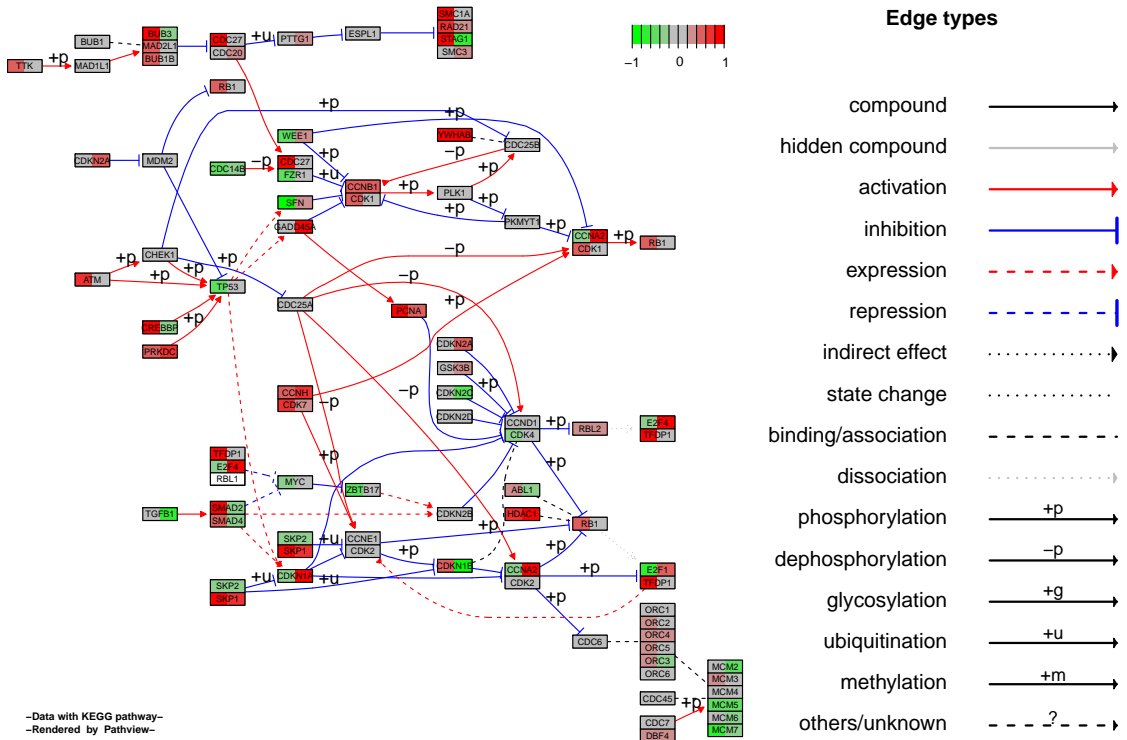 Edge types
compound
hidden compound
activation
inhibition
expression
repression
indirect effect
state change
binding/association
dissociation
phosphorylation +p
dephosphorylation −p
glycosylation +g
ubiquitination +u
methylation +m
others/unknown ?
−1 0 1
SMC1A
RAD21
STAG1
SMC3
BUB1
BUB3
MAD2L1
BUB1B
CDC27
CDC20
+u
PTTG1
ESPL1
TTK
+p
MAD1L1
RB1
+p
+p
WEE1
YWHAB
CDC25B
CDKN2A
MDM2
CDC14B
−p
CDC27
FZR1
+p
+u
−p
CCNB1
CDK1
+p
PLK1
+p
SFN
GADD45A
+p
PKMYT1
+p
CCNA2
CDK1
+p
RB1
CHEK1
+p
+p
+p
ATM
TP53
−p
−p
CDC25A
+p
PCNA
CREBBP
+p
PRKDC
CDKN2A
GSK3B
+p
CDKN2C
CDKN2D
−p
CCNH
CDK7
−p
CCND1
CDK4
+p
RBL2
E2F4
TFDP1
TFDP1
E2F4
RBL1
MYC
ZBTB17
+p
ABL1
HDAC1
TGFB1
SMAD2
SMAD4
CDKN2B
RB1
SKP2
SKP1
+u
CCNE1
CDK2
+p
+p
+p
CDKN1B
CCNA2
CDK2
+p
E2F1
TFDP1
SKP2
SKP1
+u
CDKN1A
+u
+p
CDC6
ORC1
ORC2
ORC4
ORC5
ORC3
ORC6
CDC45
CDC7
DBF4
+p
MCM2
MCM3
MCM4
MCM5
MCM6
MCM7
−Data with KEGG pathway−
−Rendered by Pathview−